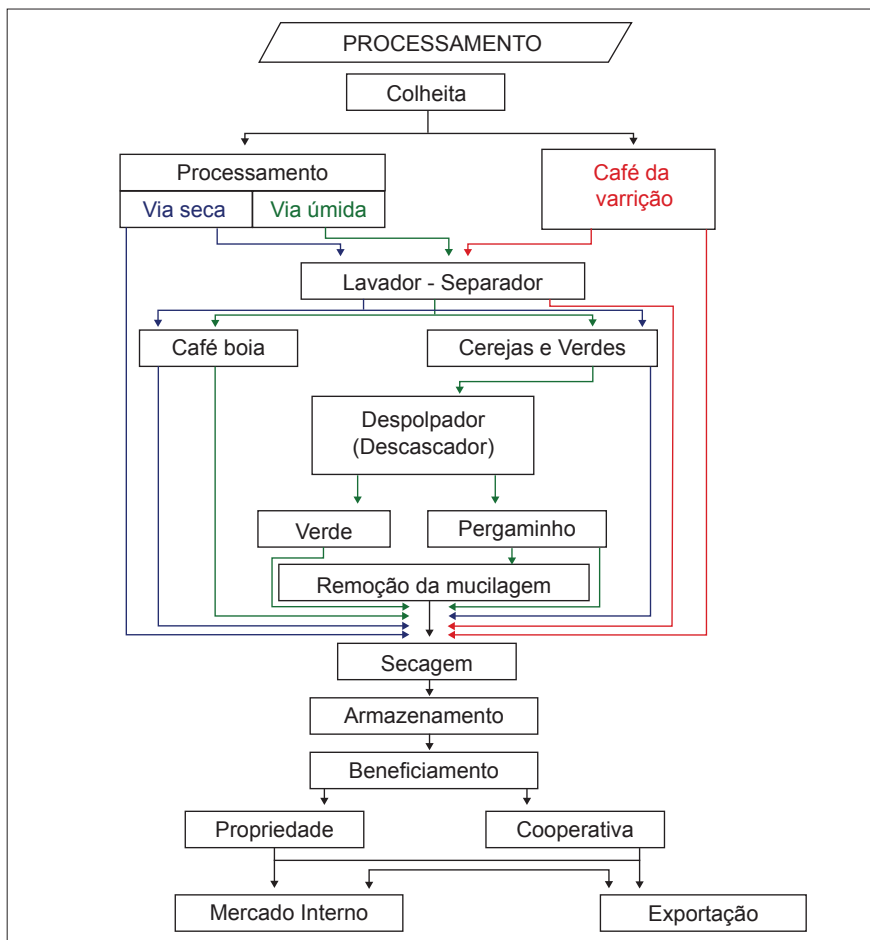 PROCESSAMENTO
Colheita
Processamento
Via seca
Via úmida
Café da
varrição
Lavador - Separador
Café boia
Cerejas e Verdes
Despolpador
(Descascador)
Verde
Pergaminho
Remoção da mucilagem
Secagem
Armazenamento
Beneficiamento
Propriedade
Cooperativa
Mercado Interno
Exportação